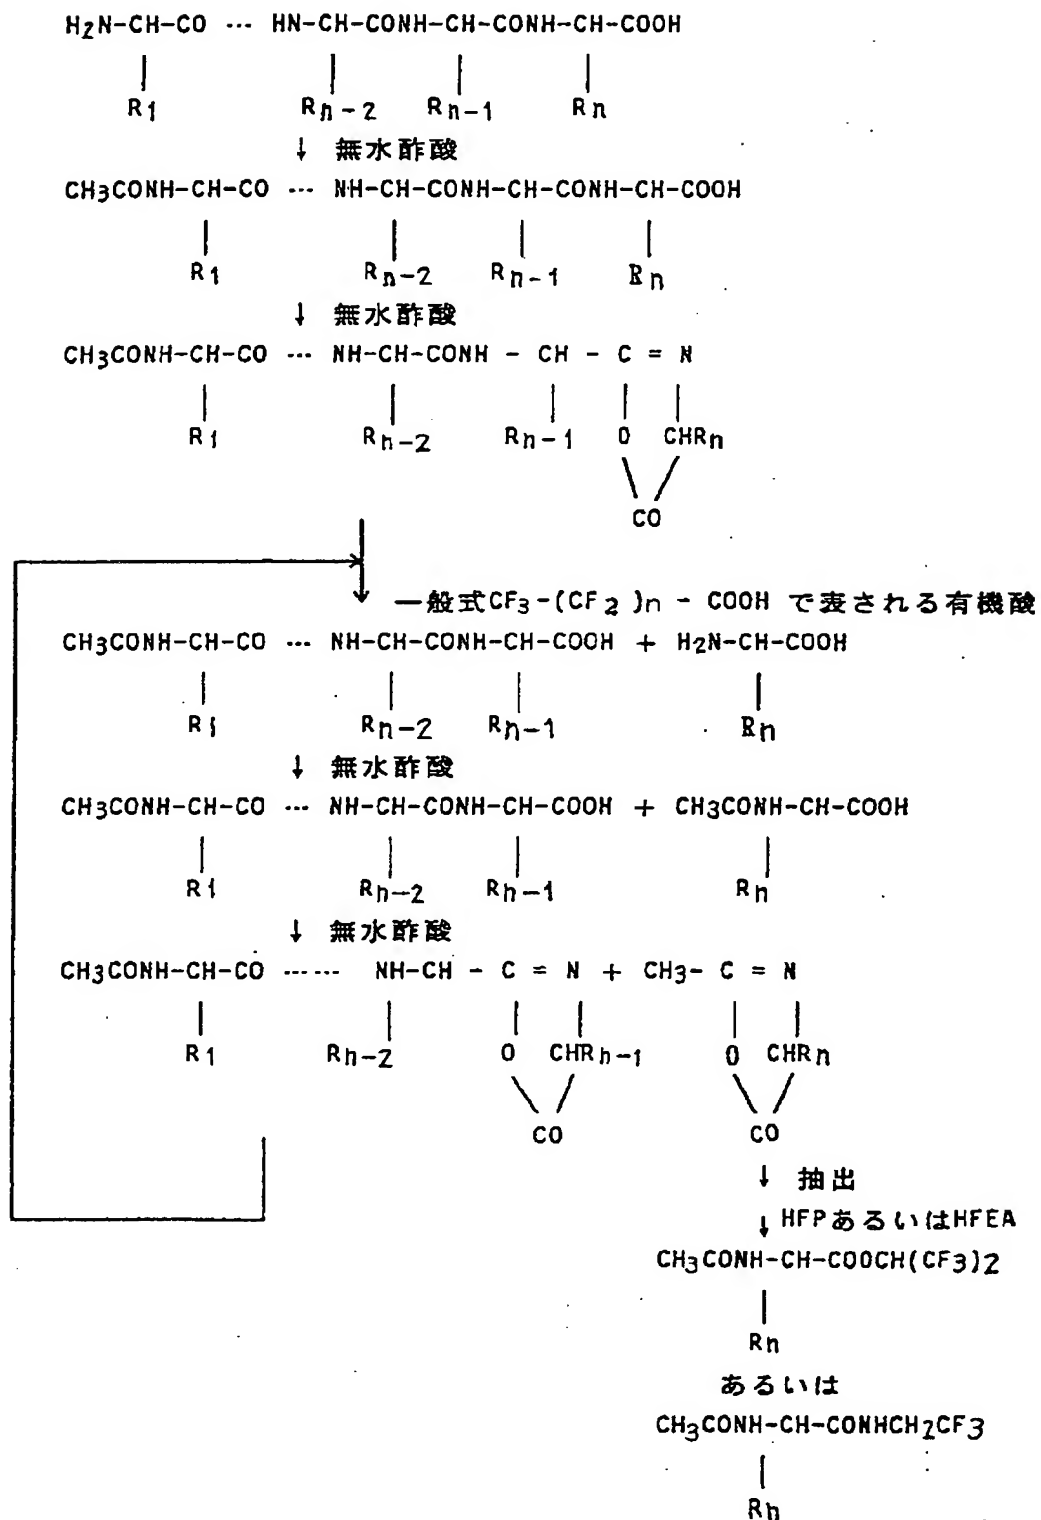 H2N-CH-CO ··· HN-CH-CONH-CH-CONH-CH-COOH
R1 Rn-2 Rn-1 Rn
↓ 無水酢酸
CH3CONH-CH-CO ··· NH-CH-CONH-CH-CONH-CH-COOH
R1 Rn-2 Rn-1 Rn
↓ 無水酢酸
CH3CONH-CH-CO ··· NH-CH-CONH - CH - C = N
R1 Rn-2 Rn-1 O CHRn
CO
一般式CF3-(CF2)n - COOH で表される有機酸
CH3CONH-CH-CO ··· NH-CH-CONH-CH-COOH + H2N-CH-COOH
R1 Rn-2 Rn-1 Rn
↓ 無水酢酸
CH3CONH-CH-CO ··· NH-CH-CONH-CH-COOH + CH3CONH-CH-COOH
R1 Rn-2 Rn-1 Rn
↓ 無水酢酸
CH3CONH-CH-CO ······ NH-CH - C = N + CH3- C = N
R1 Rn-2 O CHRn-1 O CHRn
CO CO
↓ 抽出
↓ HFPあるいはHFEA
CH3CONH-CH-COOCH(CF3)2
Rn
あるいは
CH3CONH-CH-CONHCH2CF3
Rn